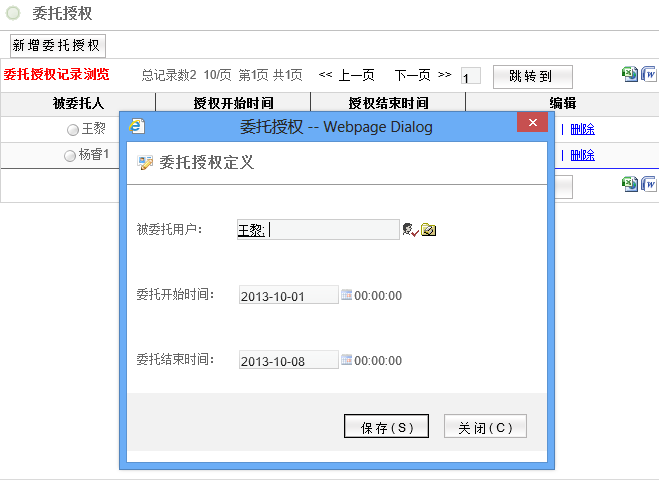 委托授权
新增委托授权
委托授权记录浏览 总记录数2 10/页 第1页 共1页 << 上一页 下一页 >> 1 跳转到
被委托人 授权开始时间 授权结束时间 编辑
王黎 | 删除
杨睿1 | 删除
委托授权 -- Webpage Dialog
委托授权定义
被委托用户： 王黎;
委托开始时间： 2013-10-01 00:00:00
委托结束时间： 2013-10-08 00:00:00
保存(S) 关闭(C)